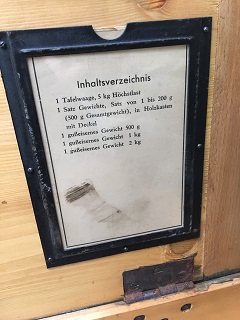 Inhaltsverzeichnis
1 Tafelwaage, 5 kg Höchstlast
1 Satz Gewichte, Satz von 1 bis 200 g
(500 g Gesamtgewicht), in Holzkasten
mit Deckel
1 gußeisernes Gewicht 500 g
1 gußeisernes Gewicht 1 kg
1 gußeisernes Gewicht 2 kg